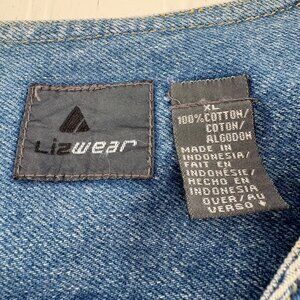 Lizwear
XL
100% COTTON/
COTON/
ALGODON
MADE IN
INDONESIA/
FAIT EN
INDONESIE/
HECHO EN
INDONESIA
OVER/AU
VERSO